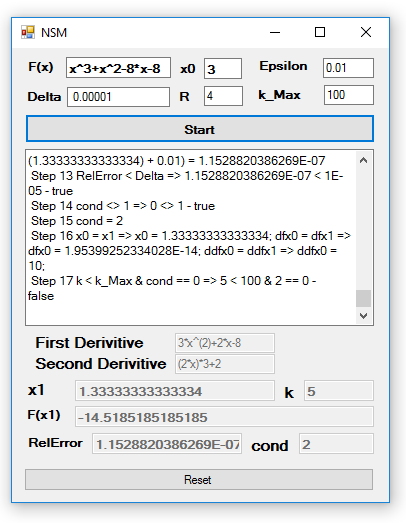 NSM
F(x) x^3+x^2-8*x-8 x0 3 Epsilon 0.01
Delta 0.00001 R 4 k_Max 100
Start
(1.33333333333334) + 0.01) = 1.1528820386269E-07
Step 13 RelError < Delta => 1.1528820386269E-07 < 1E-
05 - true
Step 14 cond <> 1 => 0 <> 1 - true
Step 15 cond = 2
Step 16 x0 = x1 => x0 = 1.33333333333334; dfx0 = dfx1 =>
dfx0 = 1.95399252334028E-14; ddfx0 = ddfx1 => ddfx0 =
10;
Step 17 k < k_Max & cond == 0 => 5 < 100 & 2 == 0 -
false
First Derivitive 3*x^(2)+2*x-8
Second Derivitive (2*x)*3+2
x1 1.33333333333334 k 5
F(x1) -14.5185185185185
RelError 1.1528820386269E-07 cond 2
Reset